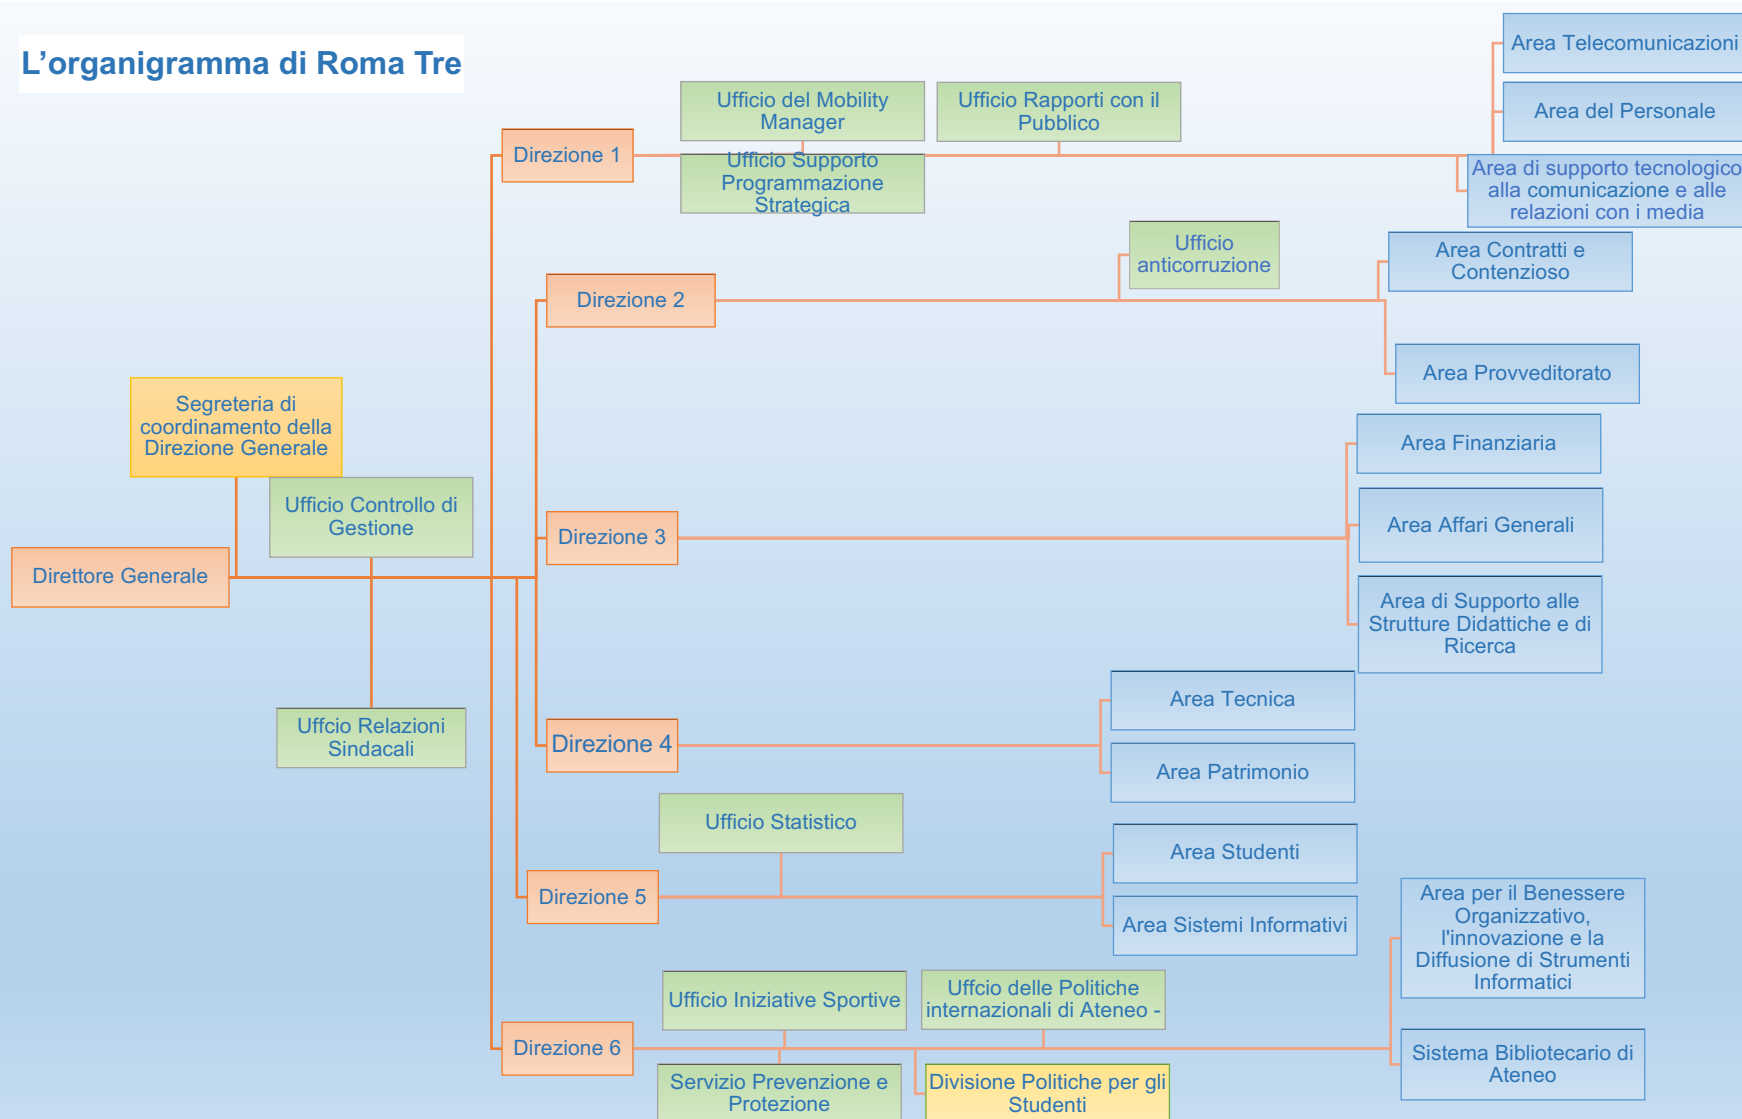 L'organigramma di Roma Tre
Area Telecomunicazioni
Ufficio del Mobility
Manager
Ufficio Rapporti con il
Pubblico
Area del Personale
Direzione 1
Ufficio Supporto
Programmazione
Strategica
Area di supporto tecnologico
alla comunicazione e alle
relazioni con i media
Ufficio
anticorruzione
Area Contratti e
Contenzioso
Direzione 2
Area Provveditorato
Segreteria di
coordinamento della
Direzione Generale
Area Finanziaria
Ufficio Controllo di
Gestione
Area Affari Generali
Direzione 3
Direttore Generale
Area di Supporto alle
Strutture Didattiche e di
Ricerca
Area Tecnica
Uffcio Relazioni
Sindacali
Direzione 4
Area Patrimonio
Ufficio Statistico
Area Studenti
Direzione 5
Area Sistemi Informativi
Area per il Benessere
Organizzativo,
l'innovazione e la
Diffusione di Strumenti
Informatici
Ufficio Iniziative Sportive
Uffcio delle Politiche
internazionali di Ateneo -
Direzione 6
Sistema Bibliotecario di
Ateneo
Servizio Prevenzione e
Protezione
Divisione Politiche per gli
Studenti